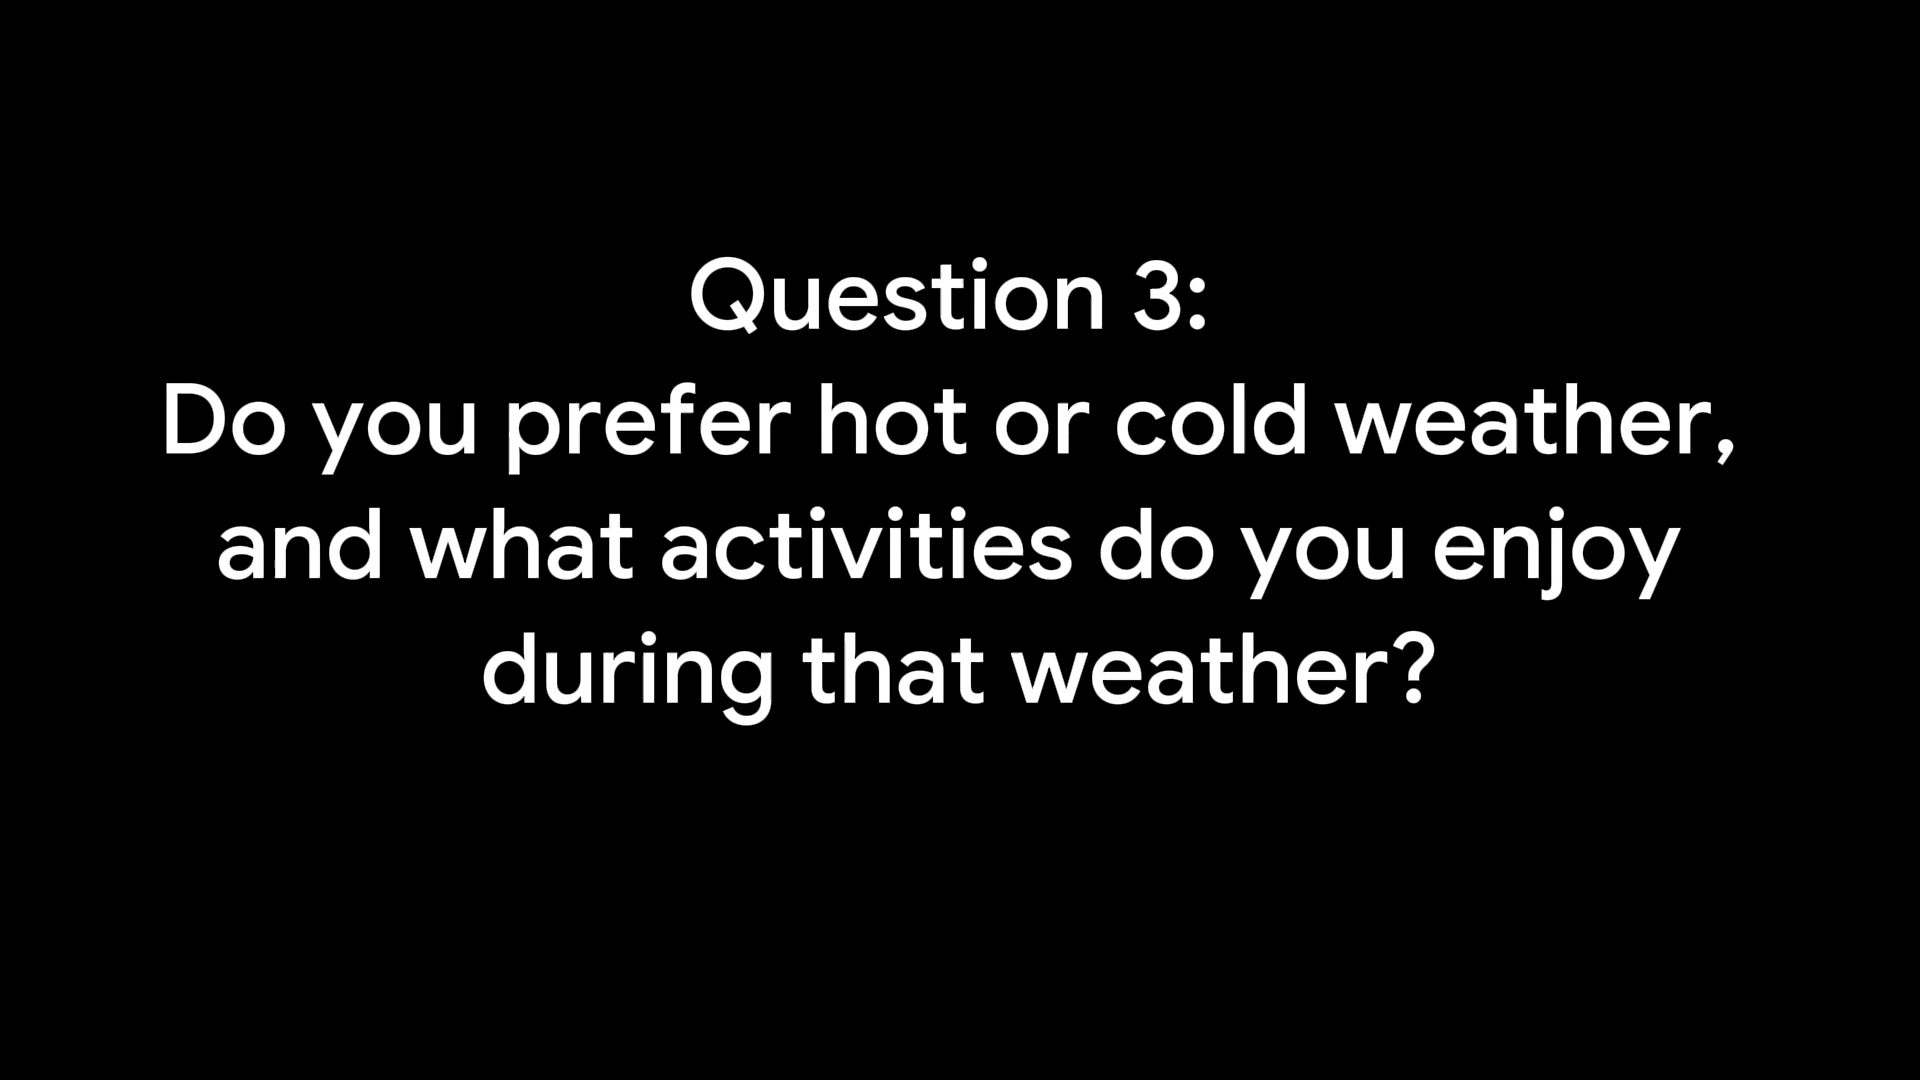 Question 3:
Do you prefer hot or cold weather,
and what activities do you enjoy
during that weather?